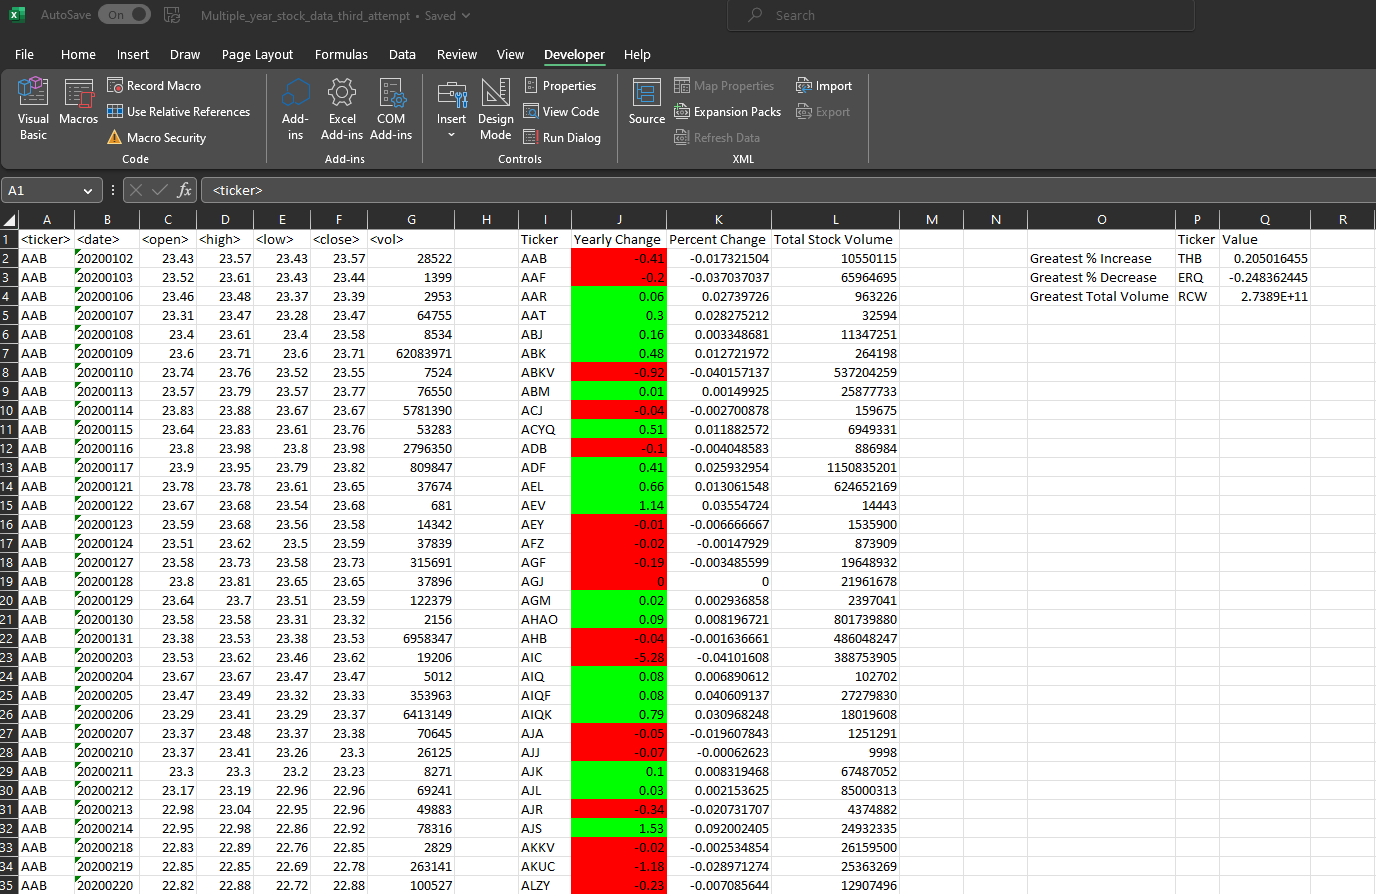 AutoSave On Multiple_year_stock_data_third_attempt • Saved Search
File Home Insert Draw Page Layout Formulas Data Review View Developer Help
Visual Basic
Macros
Record Macro
Use Relative References
Macro Security
Code
Add-ins
Excel Add-ins
COM Add-ins
Add-ins
Insert
Design Mode
Properties
View Code
Run Dialog
Controls
Source
Map Properties
Expansion Packs
Refresh Data
Import
Export
XML
A1 fx <ticker>
A B C D E F G H I J K L M N O P Q R
1 <ticker> <date> <open> <high> <low> <close> <vol> Ticker Yearly Change Percent Change Total Stock Volume Ticker Value
2 AAB 20200102 23.43 23.57 23.43 23.57 28522 AAB -0.41 -0.017321504 10550115 Greatest % Increase THB 0.205016455
3 AAB 20200103 23.52 23.61 23.43 23.44 1399 AAF -0.2 -0.037037037 65964695 Greatest % Decrease ERQ -0.248362445
4 AAB 20200106 23.46 23.48 23.37 23.39 2953 AAR 0.06 0.02739726 963226 Greatest Total Volume RCW 2.7389E+11
5 AAB 20200107 23.31 23.47 23.28 23.47 64755 AAT 0.3 0.028275212 32594
6 AAB 20200108 23.4 23.61 23.4 23.58 8534 ABJ 0.16 0.003348681 11347251
7 AAB 20200109 23.6 23.71 23.6 23.71 62083971 ABK 0.48 0.012721972 264198
8 AAB 20200110 23.74 23.76 23.52 23.55 7524 ABKV -0.92 -0.040157137 537204259
9 AAB 20200113 23.57 23.79 23.57 23.77 76550 ABM 0.01 0.00149925 25877733
10 AAB 20200114 23.83 23.88 23.67 23.67 5781390 ACJ -0.04 -0.002700878 159675
11 AAB 20200115 23.64 23.83 23.61 23.76 53283 ACYQ 0.51 0.011882572 6949331
12 AAB 20200116 23.8 23.98 23.8 23.98 2796350 ADB -0.1 -0.004048583 886984
13 AAB 20200117 23.9 23.95 23.79 23.82 809847 ADF 0.41 0.025932954 1150835201
14 AAB 20200121 23.78 23.78 23.61 23.65 37674 AEL 0.66 0.013061548 624652169
15 AAB 20200122 23.67 23.68 23.54 23.68 681 AEV 1.14 0.03554724 14443
16 AAB 20200123 23.59 23.68 23.56 23.58 14342 AEY -0.01 -0.006666667 1535900
17 AAB 20200124 23.51 23.62 23.5 23.59 37839 AFZ -0.02 -0.00147929 873909
18 AAB 20200127 23.58 23.73 23.58 23.73 315691 AGF -0.19 -0.003485599 19648932
19 AAB 20200128 23.8 23.81 23.65 23.65 37896 AGJ 0 0 21961678
20 AAB 20200129 23.64 23.7 23.51 23.59 122379 AGM 0.02 0.002936858 2397041
21 AAB 20200130 23.58 23.58 23.31 23.32 2156 AHAO 0.09 0.008196721 801739880
22 AAB 20200131 23.38 23.53 23.38 23.53 6958347 AHB -0.04 -0.001636661 486048247
23 AAB 20200203 23.53 23.62 23.46 23.62 19206 AIC -5.28 -0.04101608 388753905
24 AAB 20200204 23.67 23.67 23.47 23.47 5012 AIQ 0.08 0.006890612 102702
25 AAB 20200205 23.47 23.49 23.32 23.33 353963 AIQF 0.08 0.040609137 27279830
26 AAB 20200206 23.29 23.41 23.29 23.37 6413149 AIQK 0.79 0.030968248 18019608
27 AAB 20200207 23.37 23.48 23.37 23.38 70645 AJA -0.05 -0.019607843 1251291
28 AAB 20200210 23.37 23.41 23.26 23.3 26125 AJJ -0.07 -0.00062623 9998
29 AAB 20200211 23.3 23.3 23.2 23.23 8271 AJK 0.1 0.008319468 67487052
30 AAB 20200212 23.17 23.19 22.96 22.96 69241 AJL 0.03 0.002153625 85000313
31 AAB 20200213 22.98 23.04 22.95 22.96 49883 AJR -0.34 -0.020731707 4374882
32 AAB 20200214 22.95 22.98 22.86 22.92 78316 AJS 1.53 0.092002405 24932335
33 AAB 20200218 22.83 22.89 22.76 22.85 2829 AKKV -0.02 -0.002534854 26159500
34 AAB 20200219 22.85 22.85 22.69 22.78 263141 AKUC -1.18 -0.028971274 25363269
35 AAB 20200220 22.82 22.88 22.72 22.88 100527 ALZY -0.23 -0.007085644 12907496